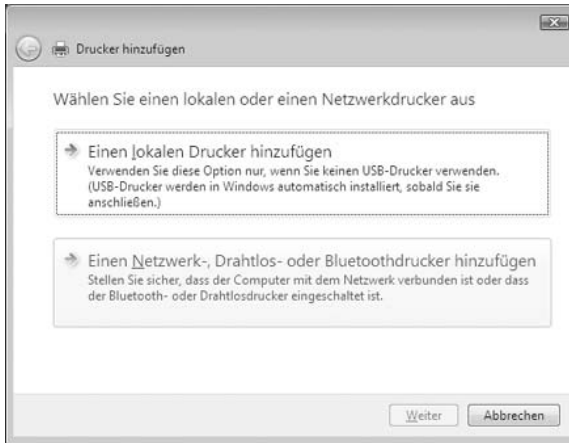 Drucker hinzufügen
Wählen Sie einen lokalen oder einen Netzwerkdrucker aus
Einen lokalen Drucker hinzufügen
Verwenden Sie diese Option nur, wenn Sie keinen USB-Drucker verwenden.
(USB-Drucker werden in Windows automatisch installiert, sobald Sie sie
anschließen.)
Einen Netzwerk-, Drahtlos- oder Bluetoothdrucker hinzufügen
Stellen Sie sicher, dass der Computer mit dem Netzwerk verbunden ist oder dass
der Bluetooth- oder Drahtlosdrucker eingeschaltet ist.
Weiter Abbrechen